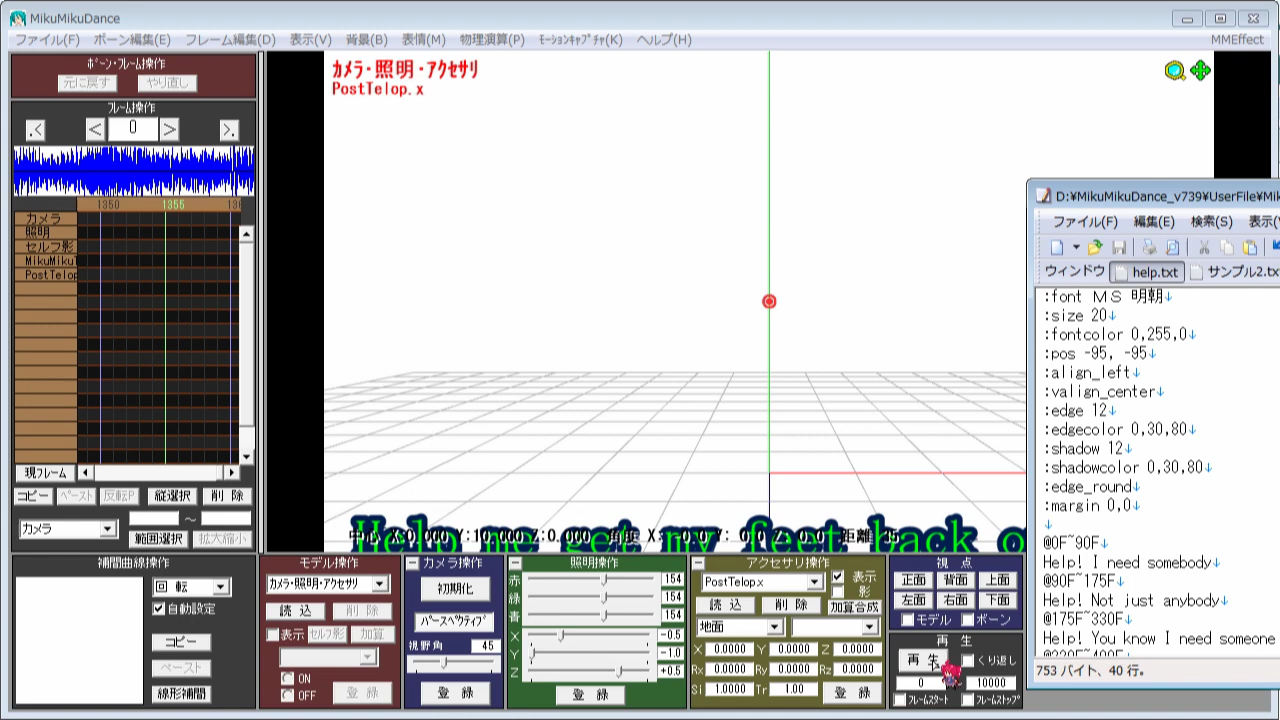 MikuMikuDance
ファイル(F) ボーン編集(E) フレーム編集(D) 表示(V) 背景(B) 表情(M) 物理演算(P) ﾓｰｼｮﾝｷｬﾌﾟﾁｬ(K) ヘルプ(H) MMEffect
ﾎﾞｰﾝ・ﾌﾚｰﾑ操作
元に戻す やり直し
ﾌﾚｰﾑ操作
.< < 0 > >.
1350 1355
カメラ
照明
セルフ影
MikuMiku
PostTelop
現フレーム
コピー ペースト 反転P 縦選択 削 除
カメラ ～
範囲選択 拡大縮小
ｶﾒﾗ・照明・ｱｸｾｻﾘ
PostTelop.x
Help me get my feet back o
D:¥MikuMikuDance_v739¥UserFile¥Mik
ファイル(F) 編集(E) 検索(S) 表示(
ウィンドウ help.txt サンプル2.tx
:font ＭＳ 明朝↓
:size 20↓
:fontcolor 0,255,0↓
:pos -95, -95↓
:align_left↓
:valign_center↓
:edge 12↓
:edgecolor 0,30,80↓
:shadow 12↓
:shadowcolor 0,30,80↓
:edge_round↓
:margin 0,0↓
↓
@0F~90F↓
Help! I need somebody↓
@90F~175F↓
Help! Not just anybody↓
@175F~330F↓
Help! You know I need someone
753 バイト、40 行。
補間曲線操作
回 転
自動設定
コピー
ペースト
線形補間
モデル操作
ｶﾒﾗ・照明・ｱｸｾｻﾘ
読 込 削 除
表示 ｾﾙﾌ影 加算
ON
OFF
登 録
カメラ操作
初期化
ﾊﾟｰｽﾍﾟｸﾃｨﾌﾞ
視野角 45
登 録
照明操作
赤 154
緑 154
青 154
X -0.5
Y -1.0
Z +0.5
登 録
アクセサリ操作
PostTelop.x 表示
影
読 込 削 除 加算合成
地面
X 0.0000 Y 0.0000 Z 0.0000
Rx 0.0000 Ry 0.0000 Rz 0.0000
Si 1.0000 Tr 1.00 登 録
視 点
正面 背面 上面
左面 右面 下面
モデル ボーン
再 生
再 生 くり返し
0 10000
ﾌﾚｰﾑｽﾀｰﾄ ﾌﾚｰﾑｽﾄｯﾌﾟ